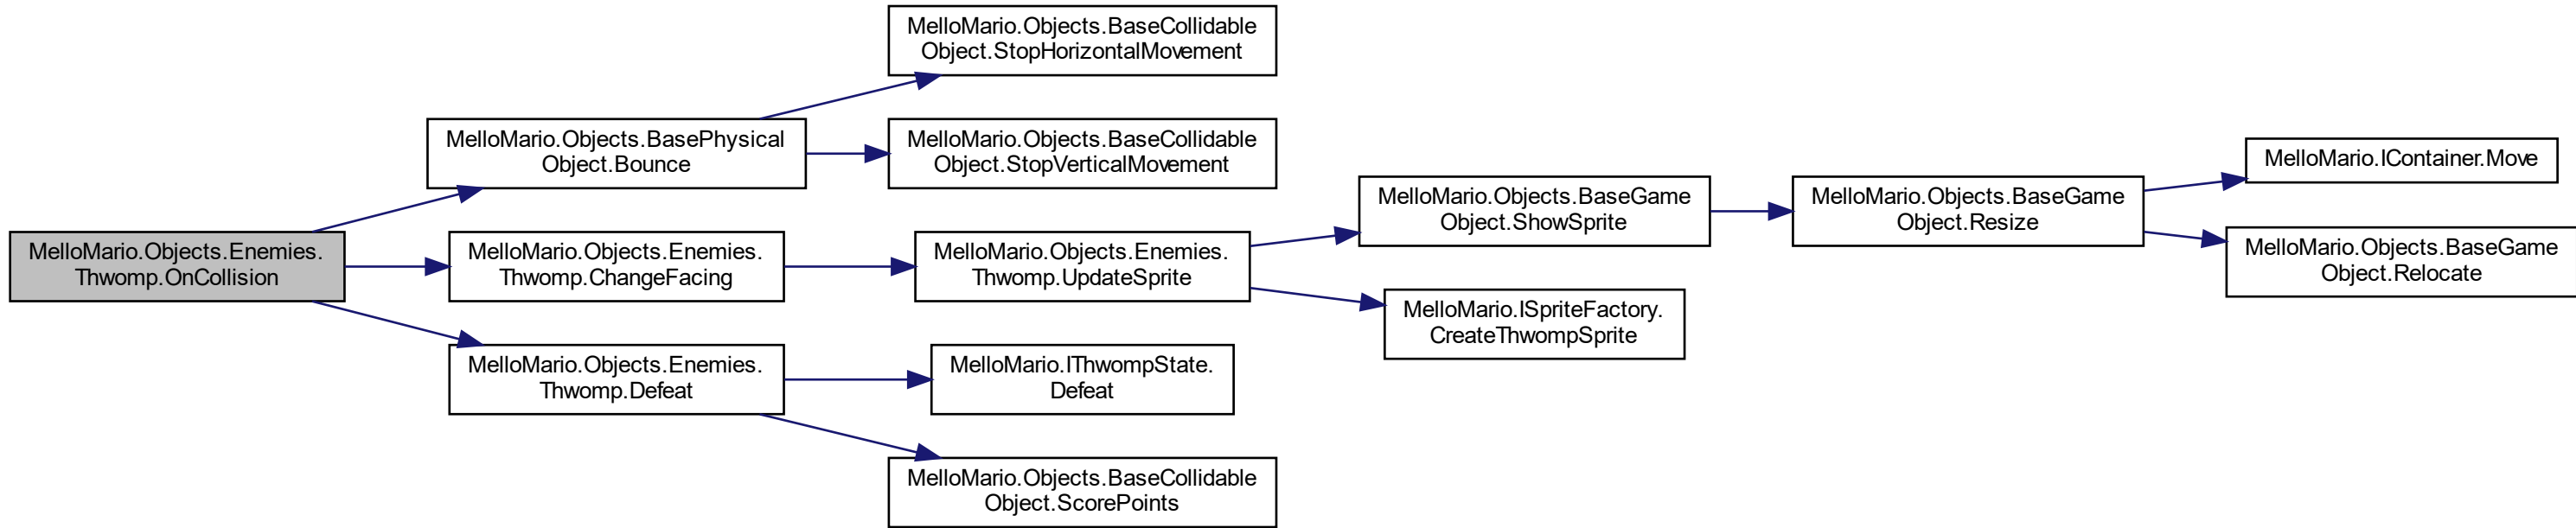 MelloMario.Objects.Enemies.
Thwomp.OnCollision
MelloMario.Objects.BasePhysical
Object.Bounce
MelloMario.Objects.BaseCollidable
Object.StopHorizontalMovement
MelloMario.Objects.BaseCollidable
Object.StopVerticalMovement
MelloMario.Objects.Enemies.
Thwomp.ChangeFacing
MelloMario.Objects.Enemies.
Thwomp.UpdateSprite
MelloMario.Objects.BaseGame
Object.ShowSprite
MelloMario.Objects.BaseGame
Object.Resize
MelloMario.IContainer.Move
MelloMario.Objects.BaseGame
Object.Relocate
MelloMario.ISpriteFactory.
CreateThwompSprite
MelloMario.Objects.Enemies.
Thwomp.Defeat
MelloMario.IThwompState.
Defeat
MelloMario.Objects.BaseCollidable
Object.ScorePoints